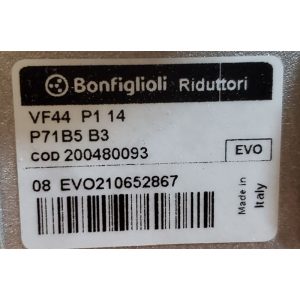 Bonfiglioli Riduttori
VF44 P1 14
P71B5 B3
COD 200480093
EVO
08 EVO210652867
Made in
Italy